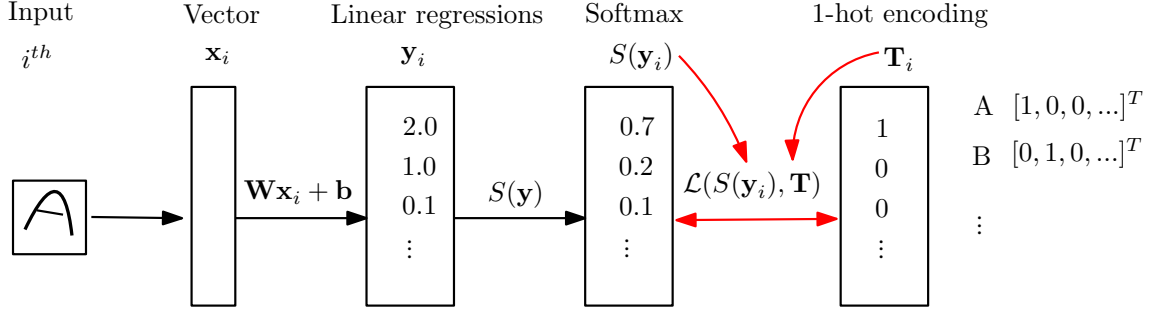 Input Vector Linear regressions Softmax 1-hot encoding
i^{th} x_i y_i S(y_i) T_i
A [1, 0, 0, ...]^T
2.0 0.7 1
B [0, 1, 0, ...]^T
1.0 0.2 0
Wx_i + b S(y) L(S(y_i), T)
0.1 0.1 0
⋮ ⋮ ⋮ ⋮